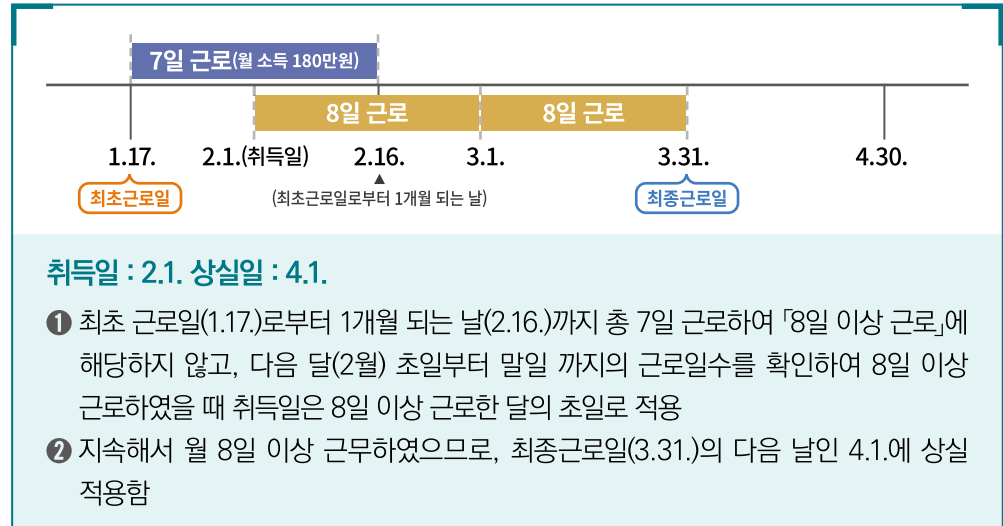 7일 근로(월 소득 180만원)
8일 근로 8일 근로
1.17. 2.1.(취득일) 2.16. 3.1. 3.31. 4.30.
최초근로일 ▲ 최종근로일
(최초근로일로부터 1개월 되는 날)
취득일 : 2.1. 상실일 : 4.1.
❶ 최초 근로일(1.17.)로부터 1개월 되는 날(2.16.)까지 총 7일 근로하여 「8일 이상 근로」에
해당하지 않고, 다음 달(2월) 초일부터 말일 까지의 근로일수를 확인하여 8일 이상
근로하였을 때 취득일은 8일 이상 근로한 달의 초일로 적용
❷ 지속해서 월 8일 이상 근무하였으므로, 최종근로일(3.31.)의 다음 날인 4.1.에 상실
적용함